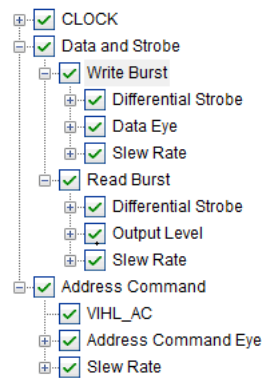 CLOCK
Data and Strobe
Write Burst
Differential Strobe
Data Eye
Slew Rate
Read Burst
Differential Strobe
Output Level
Slew Rate
Address Command
VIHL_AC
Address Command Eye
Slew Rate